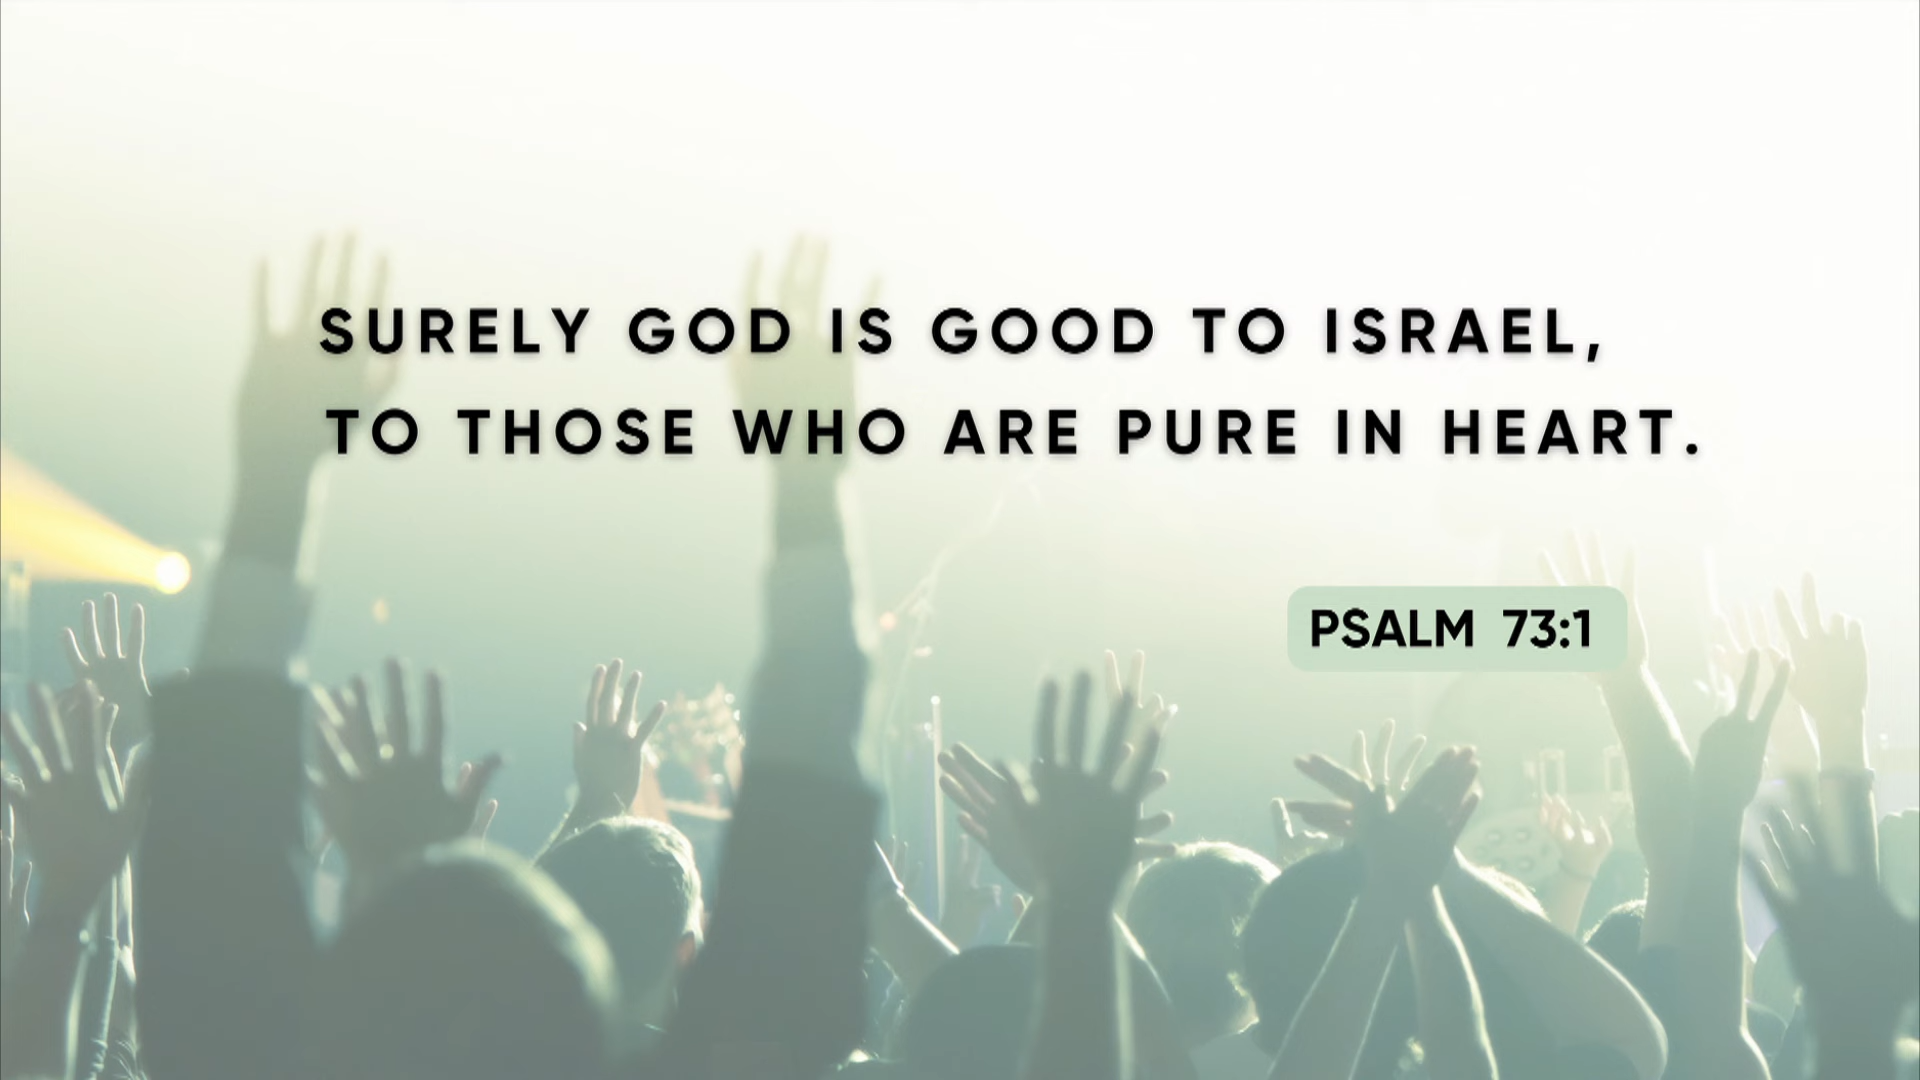 SURELY GOD IS GOOD TO ISRAEL,
TO THOSE WHO ARE PURE IN HEART.
PSALM 73:1